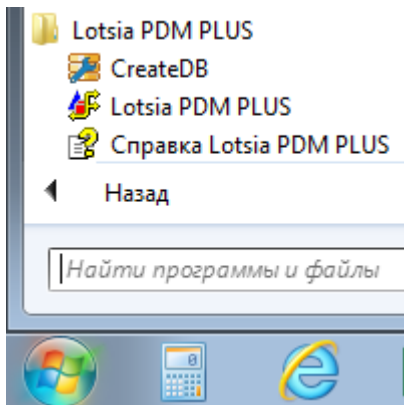 Lotsia PDM PLUS
CreateDB
Lotsia PDM PLUS
Справка Lotsia PDM PLUS
Назад
Найти программы и файлы